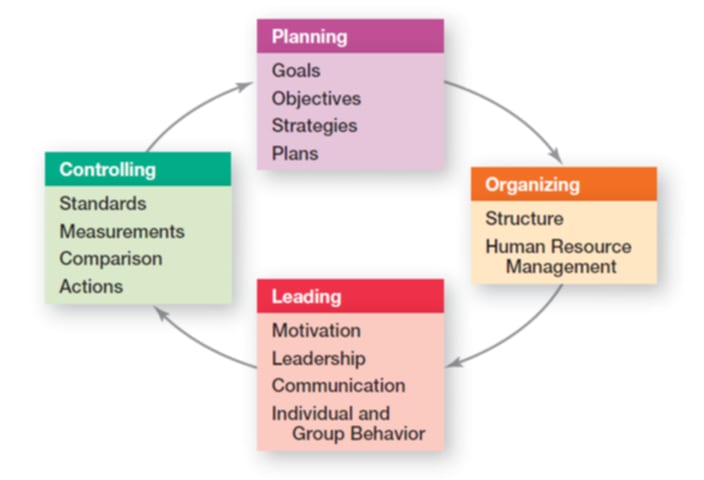 Planning
Goals
Objectives
Strategies
Plans
Organizing
Structure
Human Resource
Management
Leading
Motivation
Leadership
Communication
Individual and
Group Behavior
Controlling
Standards
Measurements
Comparison
Actions